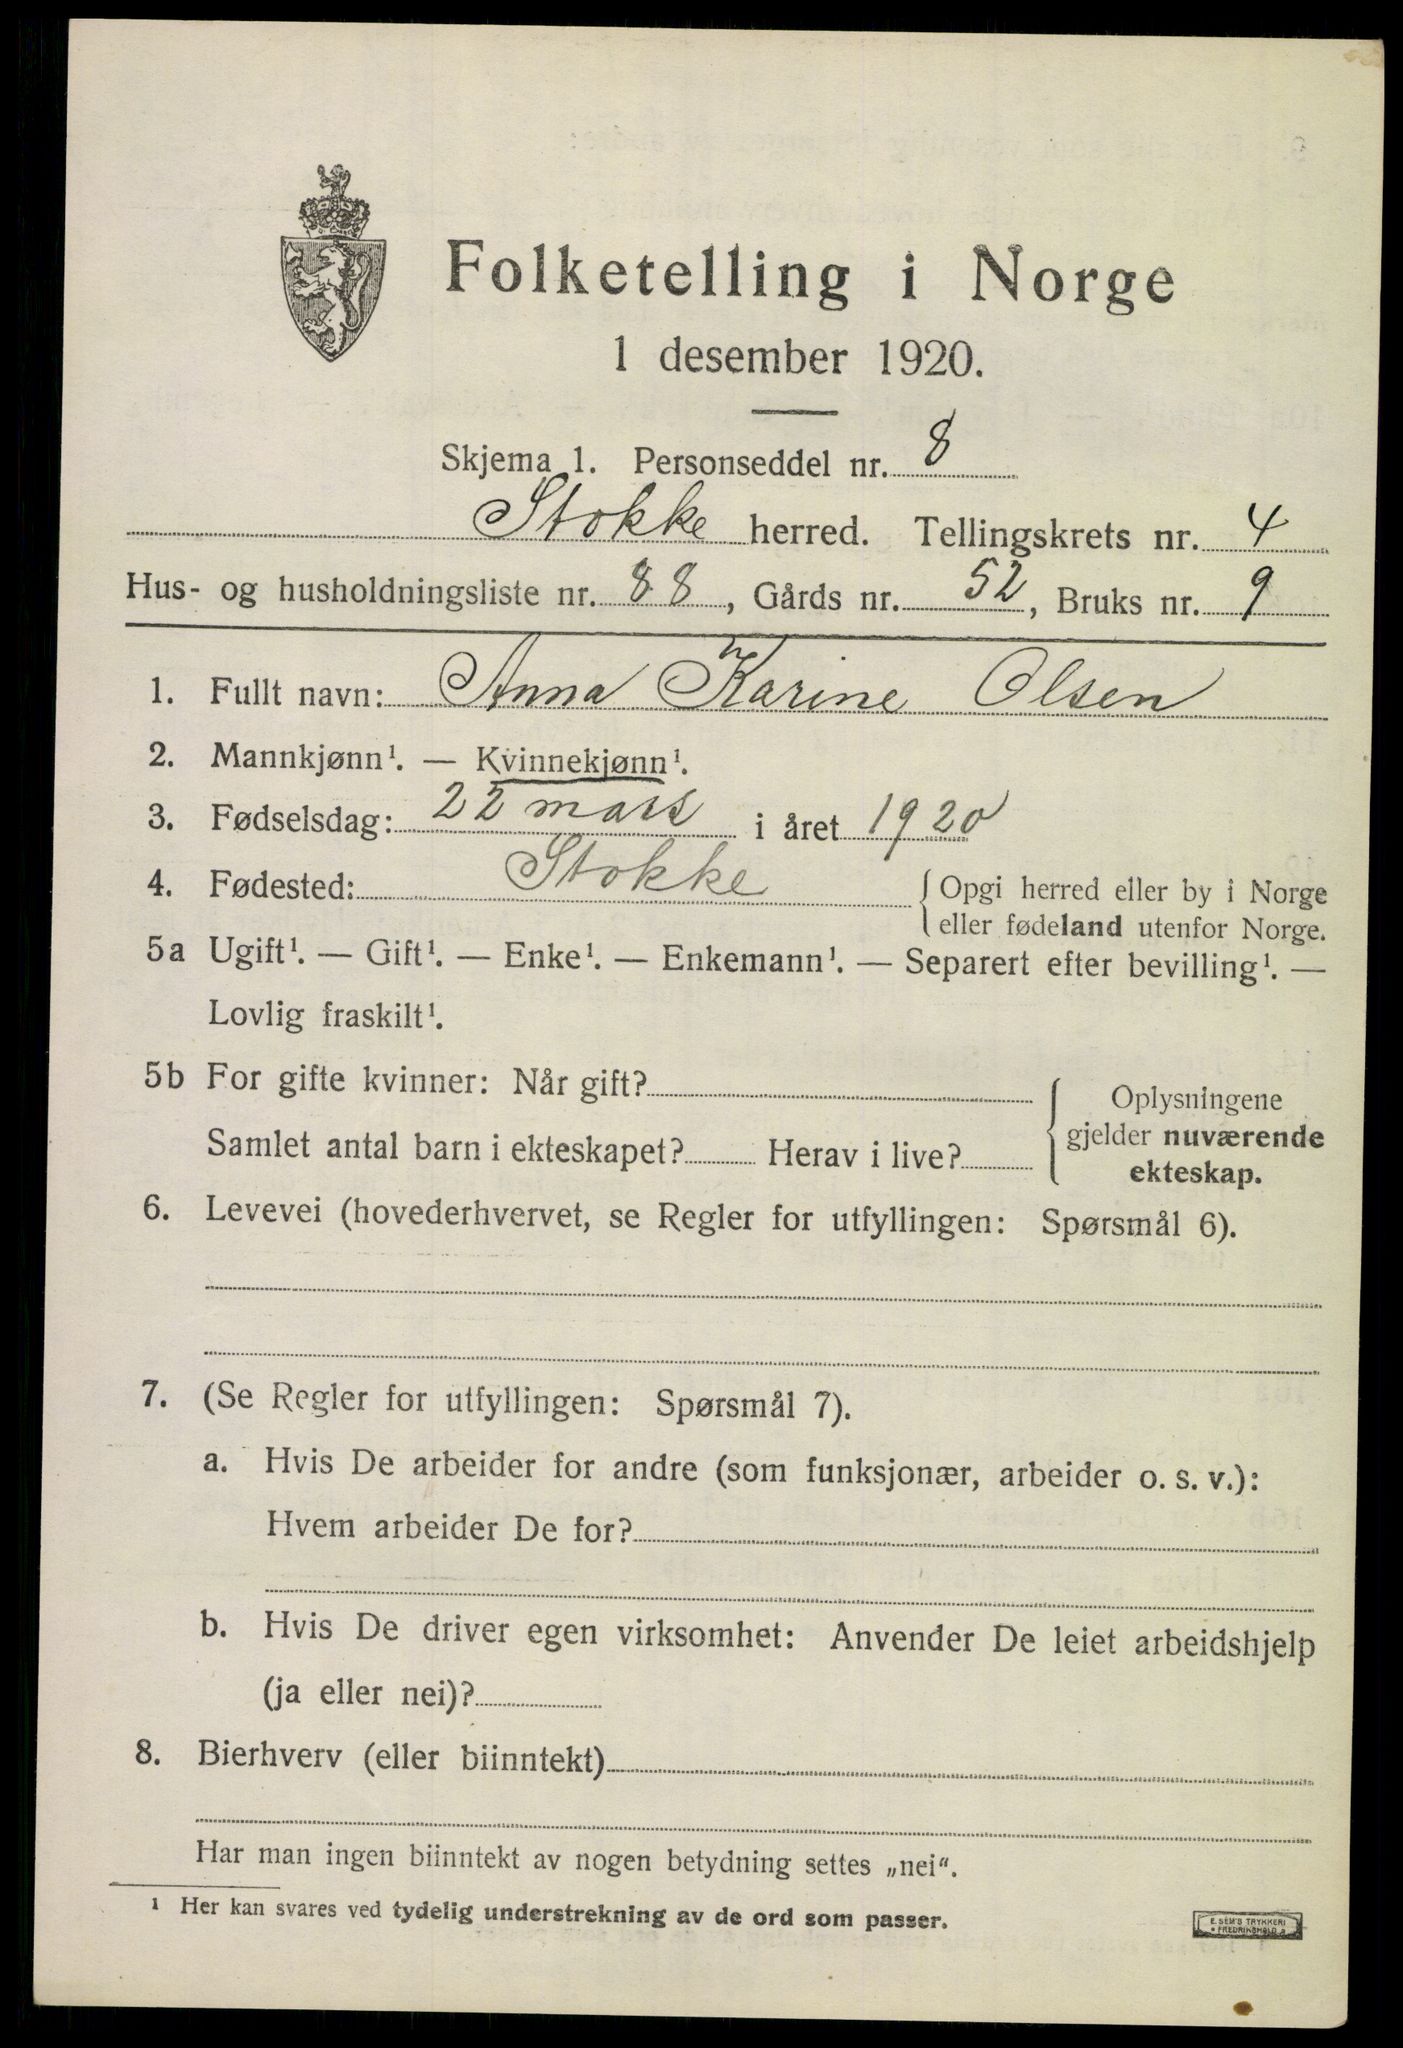 Folketelling i Norge
1 desember 1920.
Skjema 1. Personseddel nr. 8
Stokke herred. Tellingskrets nr. 4
Hus- og husholdningsliste nr. 88, Gårds nr. 52, Bruks nr. 9
1. Fullt navn: Anna Karine Olsen
2. Mannkjønn¹. — Kvinnekjønn¹.
3. Fødselsdag: 22 mars i året 1920
4. Fødested: Stokke { Opgi herred eller by i Norge
eller fødeland utenfor Norge.
5a Ugift¹. — Gift¹. — Enke¹. — Enkemann¹. — Separert efter bevilling¹. —
Lovlig fraskilt¹.
5b For gifte kvinner: Når gift?
Samlet antal barn i ekteskapet? Herav i live?
{ Oplysningene
gjelder nuværende
ekteskap.
6. Levevei (hovederhvervet, se Regler for utfyllingen: Spørsmål 6).
7. (Se Regler for utfyllingen: Spørsmål 7).
a. Hvis De arbeider for andre (som funksjonær, arbeider o. s. v.):
Hvem arbeider De for?
b. Hvis De driver egen virksomhet: Anvender De leiet arbeidshjelp
(ja eller nei)?
8. Bierhverv (eller biinntekt)
Har man ingen biinntekt av nogen betydning settes „nei“.
¹ Her kan svares ved tydelig understrekning av de ord som passer.
E. SEM'S TRYKKERI
FREDRIKSHALD